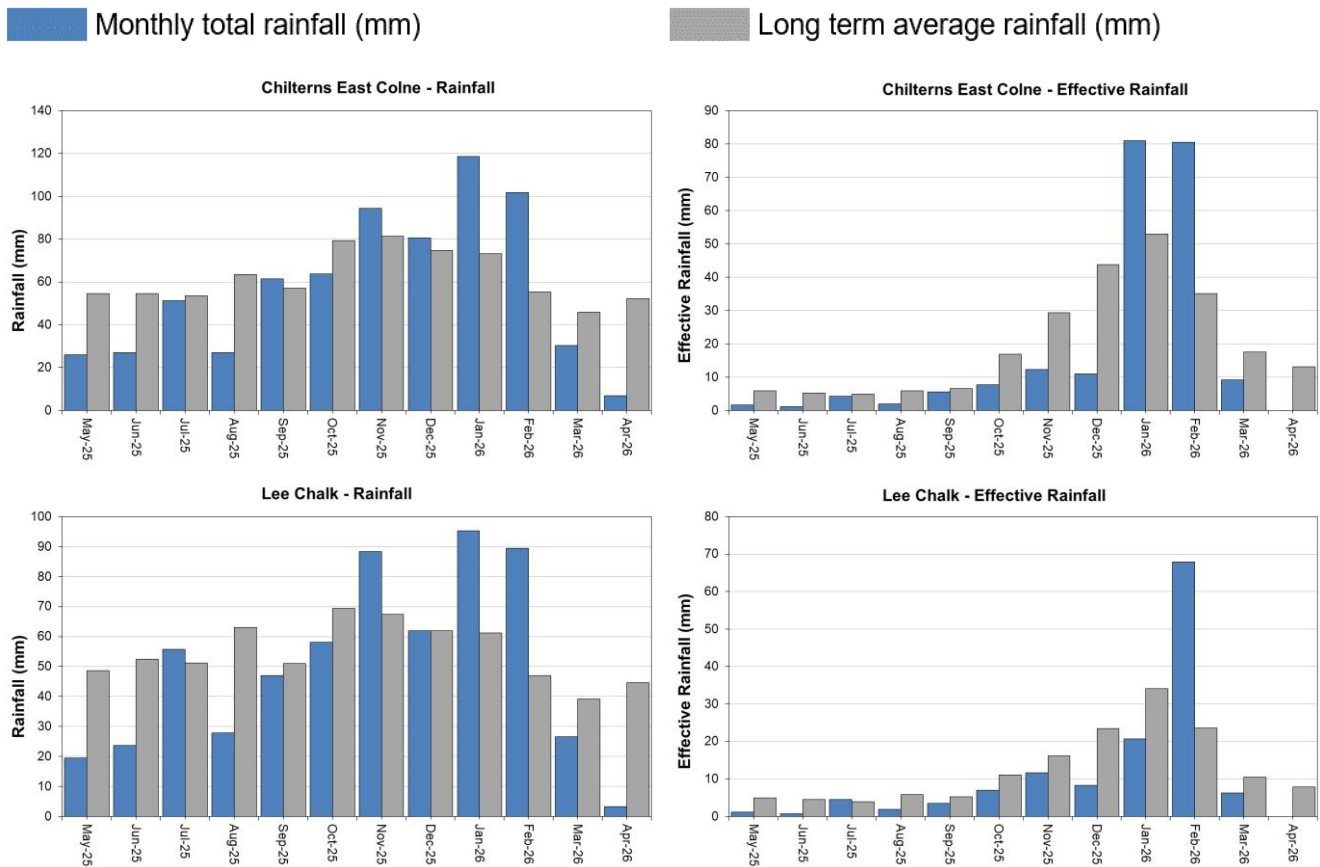 Monthly total rainfall (mm)
Long term average rainfall (mm)
Chilterns East Colne - Rainfall
Rainfall (mm)
140
120
100
80
60
40
20
0
May-25
Jun-25
Jul-25
Aug-25
Sep-25
Oct-25
Nov-25
Dec-25
Jan-26
Feb-26
Mar-26
Apr-26
Chilterns East Colne - Effective Rainfall
Effective Rainfall (mm)
90
80
70
60
50
40
30
20
10
0
May-25
Jun-25
Jul-25
Aug-25
Sep-25
Oct-25
Nov-25
Dec-25
Jan-26
Feb-26
Mar-26
Apr-26
Lee Chalk - Rainfall
Rainfall (mm)
100
90
80
70
60
50
40
30
20
10
0
May-25
Jun-25
Jul-25
Aug-25
Sep-25
Oct-25
Nov-25
Dec-25
Jan-26
Feb-26
Mar-26
Apr-26
Lee Chalk - Effective Rainfall
Effective Rainfall (mm)
80
70
60
50
40
30
20
10
0
May-25
Jun-25
Jul-25
Aug-25
Sep-25
Oct-25
Nov-25
Dec-25
Jan-26
Feb-26
Mar-26
Apr-26